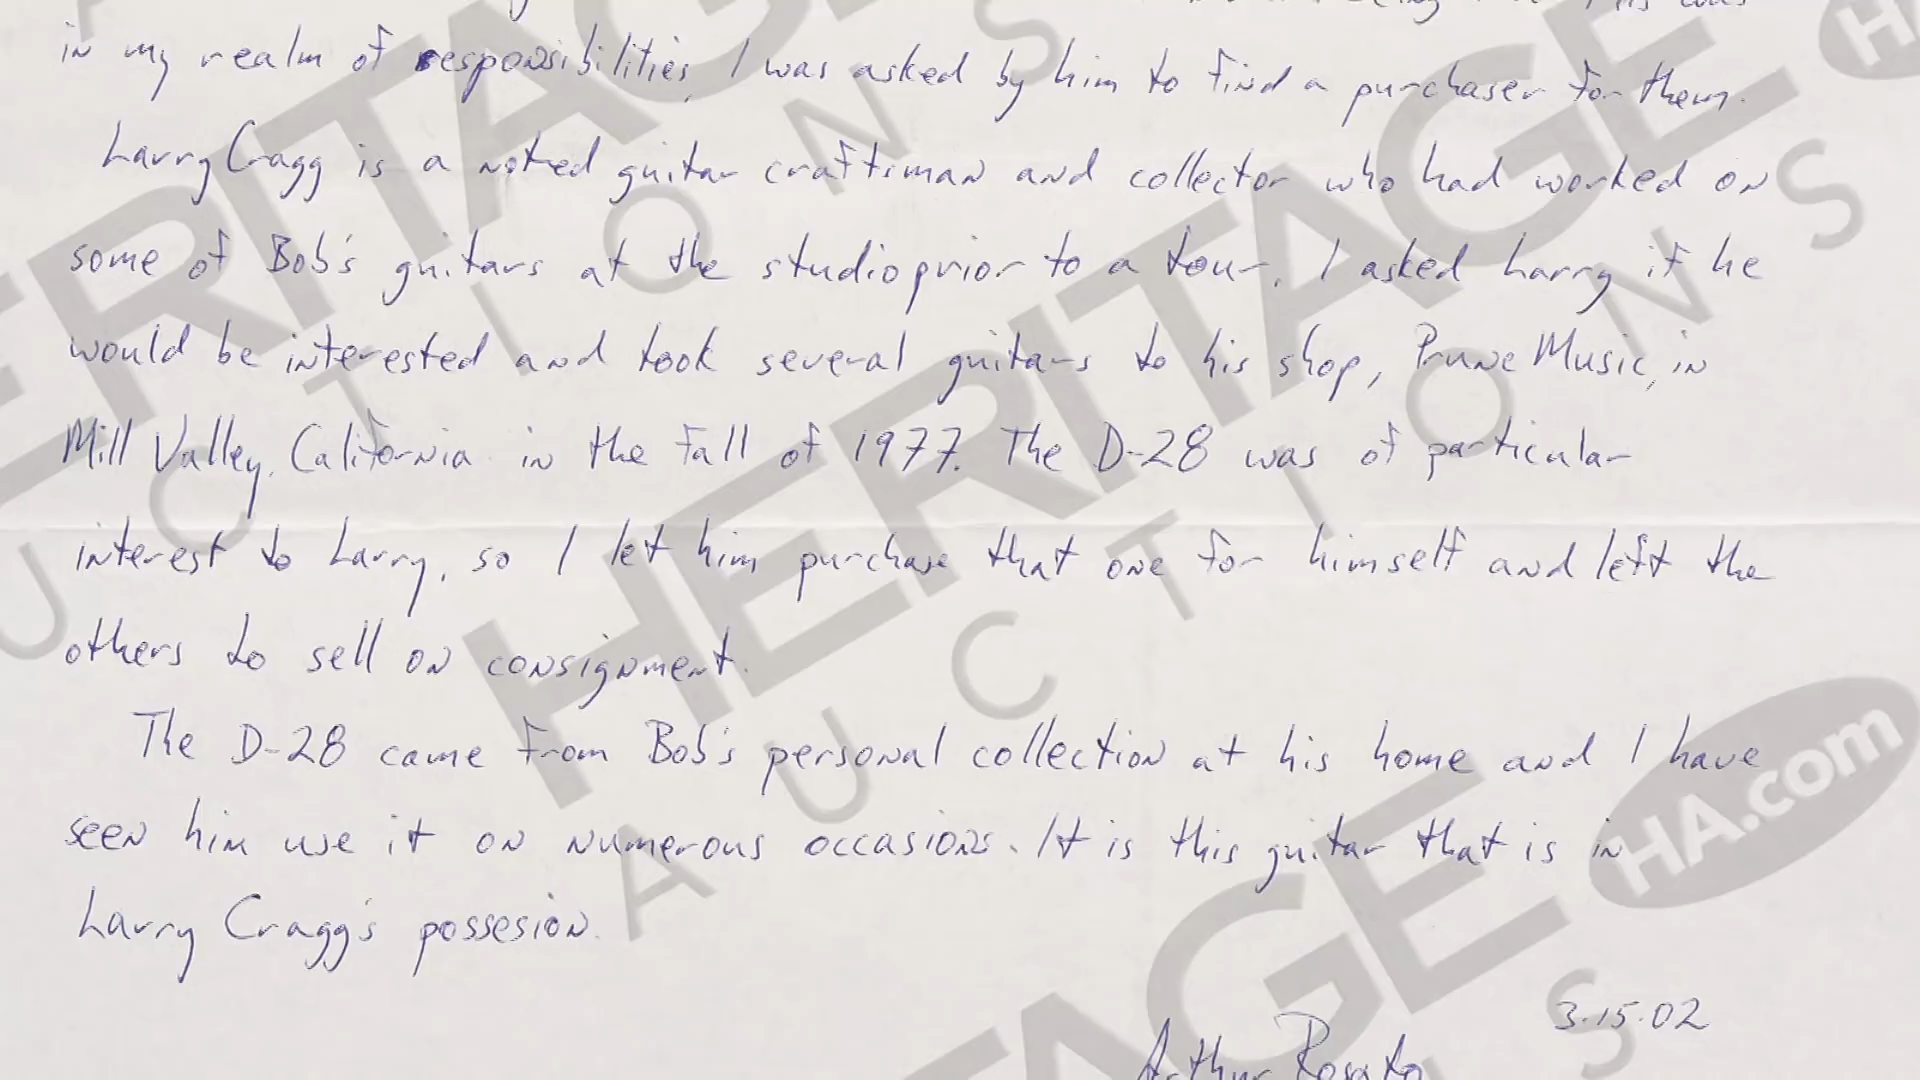 in my realm of responsibilities, I was asked by him to find a purchaser for them.
Larry Cragg is a noted guitar craftsman and collector who had worked on
some of Bob's guitars at the studio prior to a tour. I asked Larry if he
would be interested and took several guitars to his shop, Prune Music, in
Mill Valley, California in the fall of 1977. The D-28 was of particular
interest to Larry, so I let him purchase that one for himself and left the
others to sell on consignment.
The D-28 came from Bob's personal collection at his home and I have
seen him use it on numerous occasions. It is this guitar that is in
Larry Cragg's possesion.
3.15.02
Arthur Rosato
HERITAGE
AUCTIONS
HA.com